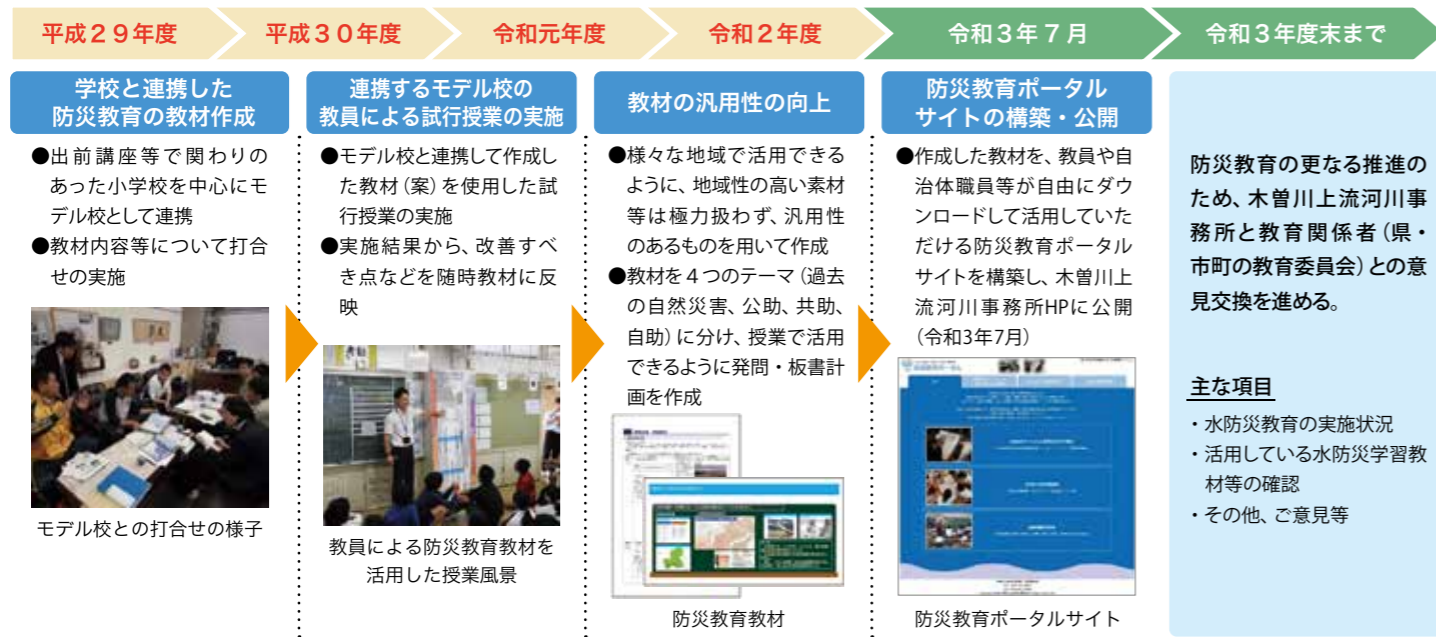 平成29年度
平成30年度
令和元年度
令和2年度
令和3年7月
令和3年度末まで
学校と連携した
防災教育の教材作成
●出前講座等で関わりの
あった小学校を中心にモ
デル校として連携
●教材内容等について打合
せの実施
モデル校との打合せの様子
連携するモデル校の
教員による試行授業の実施
●モデル校と連携して作成し
た教材(案)を使用した試
行授業の実施
●実施結果から、改善すべ
き点などを随時教材に反
映
教員による防災教育教材を
活用した授業風景
教材の汎用性の向上
●様々な地域で活用できる
ように、地域性の高い素材
等は極力扱わず、汎用性
のあるものを用いて作成
●教材を4つのテーマ(過去
の自然災害、公助、共助、
自助)に分け、授業で活用
できるように発問・板書計
画を作成
防災教育教材
防災教育ポータル
サイトの構築・公開
●作成した教材を、教員や自
治体職員等が自由にダウ
ンロードして活用していた
だける防災教育ポータル
サイトを構築し、木曽川上
流河川事務所HPに公開
(令和3年7月)
防災教育ポータルサイト
防災教育の更なる推進の
ため、木曽川上流河川事
務所と教育関係者(県・
市町の教育委員会)との意
見交換を進める。
主な項目
・水防災教育の実施状況
・活用している水防災学習教
材等の確認
・その他、ご意見等